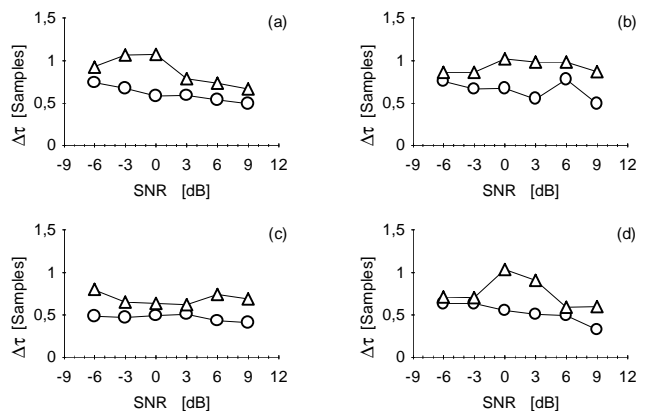 1,5
(a)
1
0,5
0
Δτ [Samples]
-9 -6 -3 0 3 6 9 12
SNR [dB]
1,5
(b)
1
0,5
0
Δτ [Samples]
-9 -6 -3 0 3 6 9 12
SNR [dB]
1,5
(c)
1
0,5
0
Δτ [Samples]
-9 -6 -3 0 3 6 9 12
SNR [dB]
1,5
(d)
1
0,5
0
Δτ [Samples]
-9 -6 -3 0 3 6 9 12
SNR [dB]